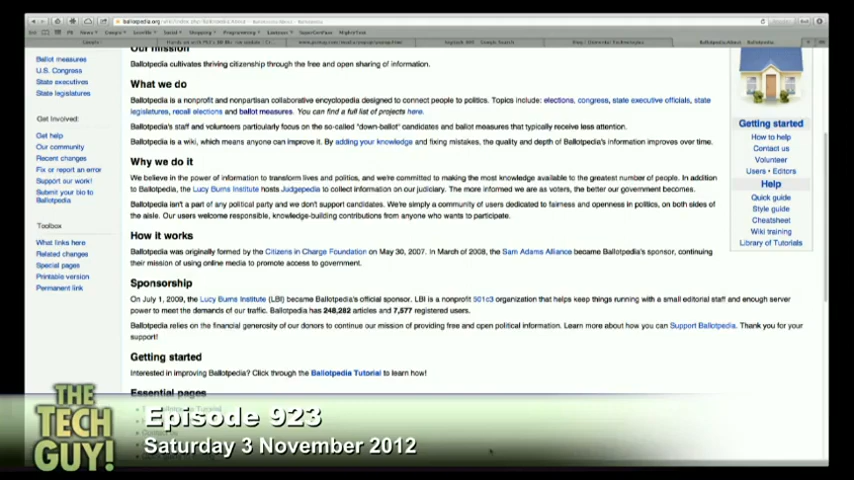 Our mission
Ballotpedia cultivates thriving citizenship through the free and open sharing of information.
What we do
Ballotpedia is a nonprofit and nonpartisan collaborative encyclopedia designed to connect people to politics. Topics include: elections, congress, state executive officials, state
legislatures, recall elections and ballot measures. You can find a full list of projects here.
Ballotpedia's staff and volunteers particularly focus on the so-called "down-ballot" candidates and ballot measures that typically receive less attention.
Ballotpedia is a wiki, which means anyone can improve it. By adding your knowledge and fixing mistakes, the quality and depth of Ballotpedia's information improves over time.
Why we do it
We believe in the power of information to transform lives and politics, and we're committed to making the most knowledge available to the greatest number of people. In addition
to Ballotpedia, the Lucy Burns Institute hosts Judgepedia to collect information on our judiciary. The more informed we are as voters, the better our government becomes.
Ballotpedia isn't a part of any political party and we don't support candidates. We're simply a community of users dedicated to fairness and openness in politics, on both sides of
the aisle. Our users welcome responsible, knowledge-building contributions from anyone who wants to participate.
How it works
Ballotpedia was originally formed by the Citizens in Charge Foundation on May 30, 2007. In March of 2008, the Sam Adams Alliance became Ballotpedia's sponsor, continuing
their mission of using online media to promote access to government.
Sponsorship
On July 1, 2009, the Lucy Burns Institute (LBI) became Ballotpedia's official sponsor. LBI is a nonprofit 501c3 organization that helps keep things running with a small editorial staff and enough server
power to meet the demands of our traffic. Ballotpedia has 248,282 articles and 7,577 registered users.
Ballotpedia relies on the financial generosity of our donors to continue our mission of providing free and open political information. Learn more about how you can Support Ballotpedia. Thank you for your
support!
Getting started
Interested in improving Ballotpedia? Click through the Ballotpedia Tutorial to learn how!
Essential pages
Ballot measures
U.S. Congress
State executives
State legislatures
Get Involved:
Get help
Our community
Recent changes
Fix or report an error
Support our work!
Submit your bio to
Ballotpedia
Toolbox
What links here
Related changes
Special pages
Printable version
Permanent link
Getting started
How to help
Contact us
Volunteer
Users • Editors
Help
Quick guide
Style guide
Cheatsheet
Wiki training
Library of Tutorials
THE
TECH
GUY!
Episode 923
Saturday 3 November 2012